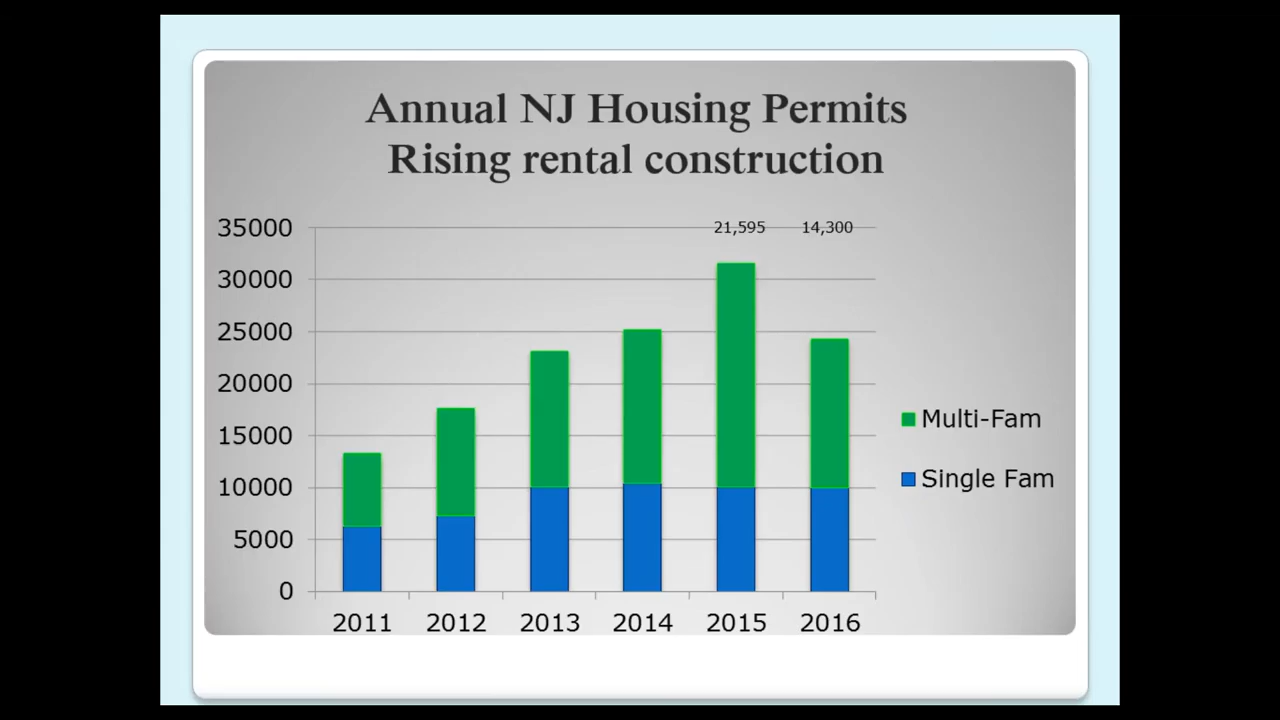 Annual NJ Housing Permits
Rising rental construction
35000
21,595 14,300
30000
25000
20000
15000
10000
5000
0
2011 2012 2013 2014 2015 2016
Multi-Fam
Single Fam